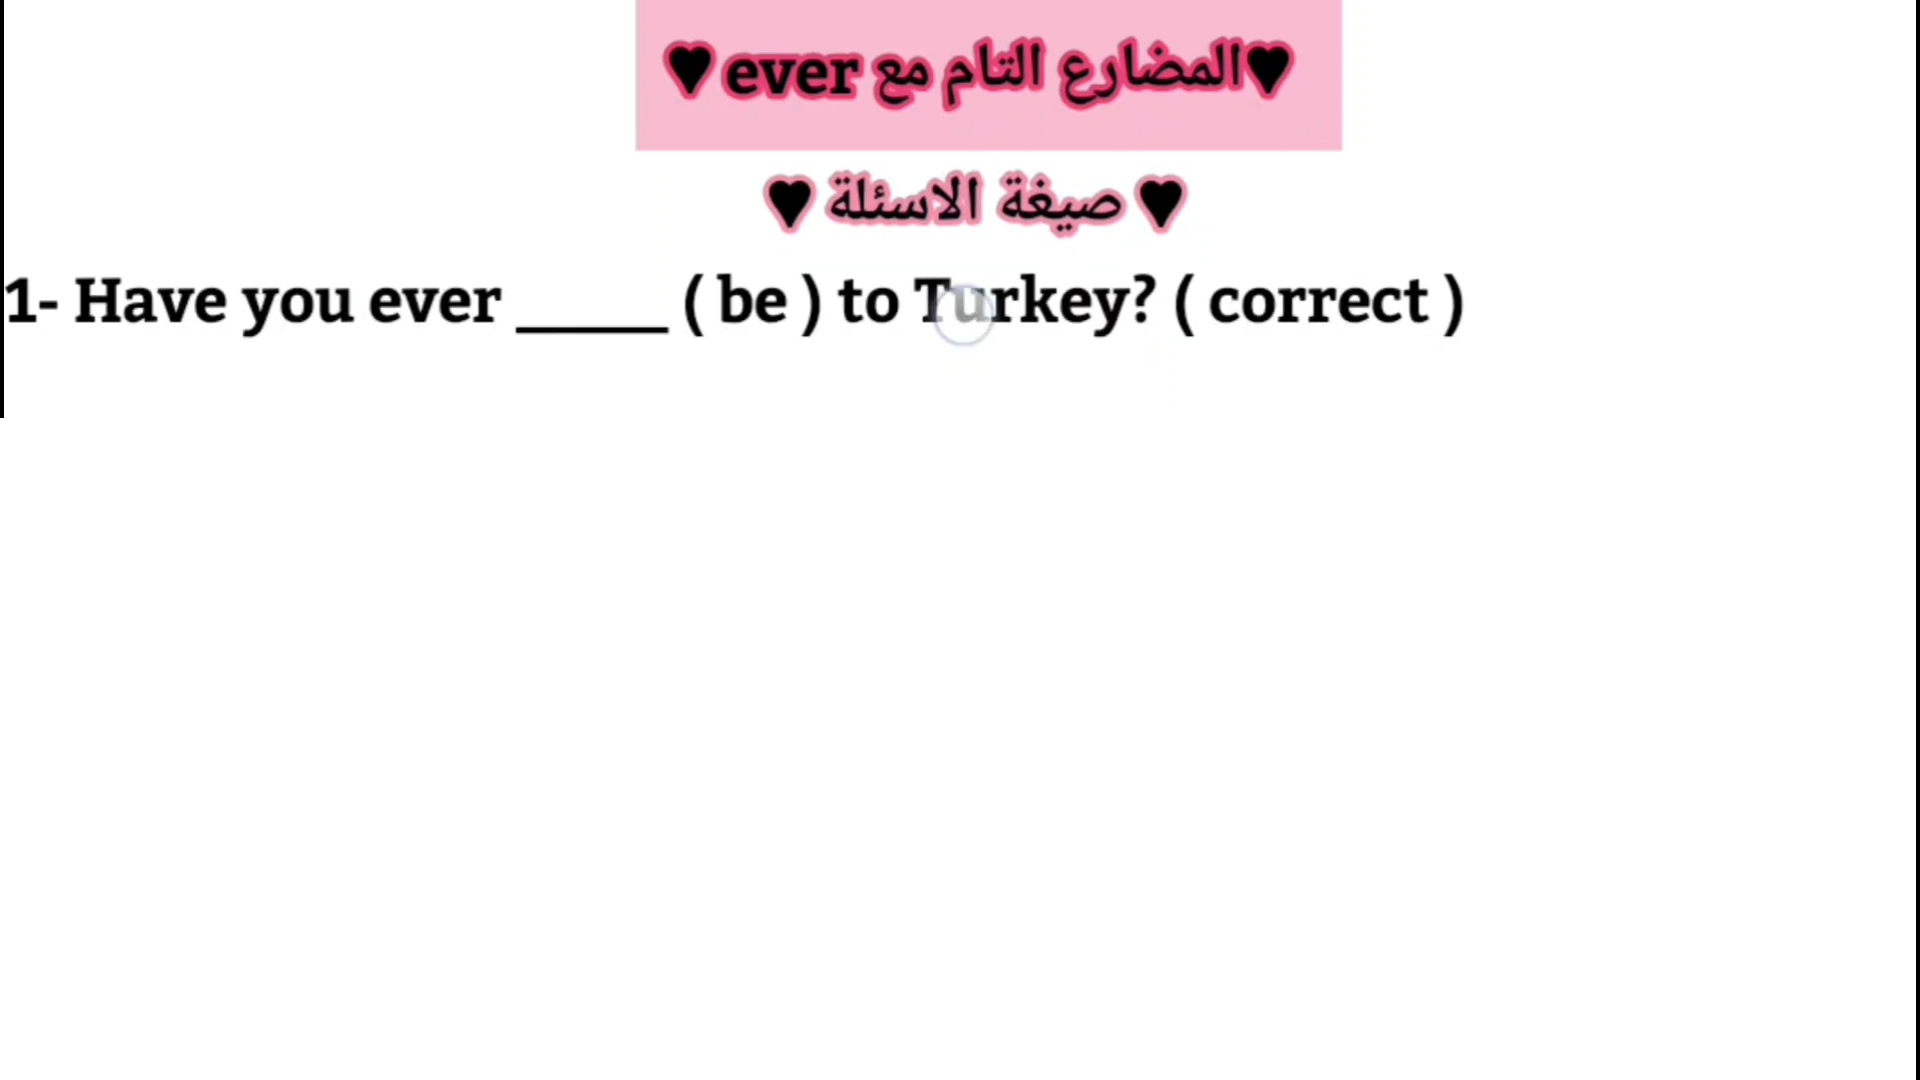 ♥المضارع التام مع ever♥
♥ صيغة الاسئلة ♥
1- Have you ever _____ ( be ) to Turkey? ( correct )